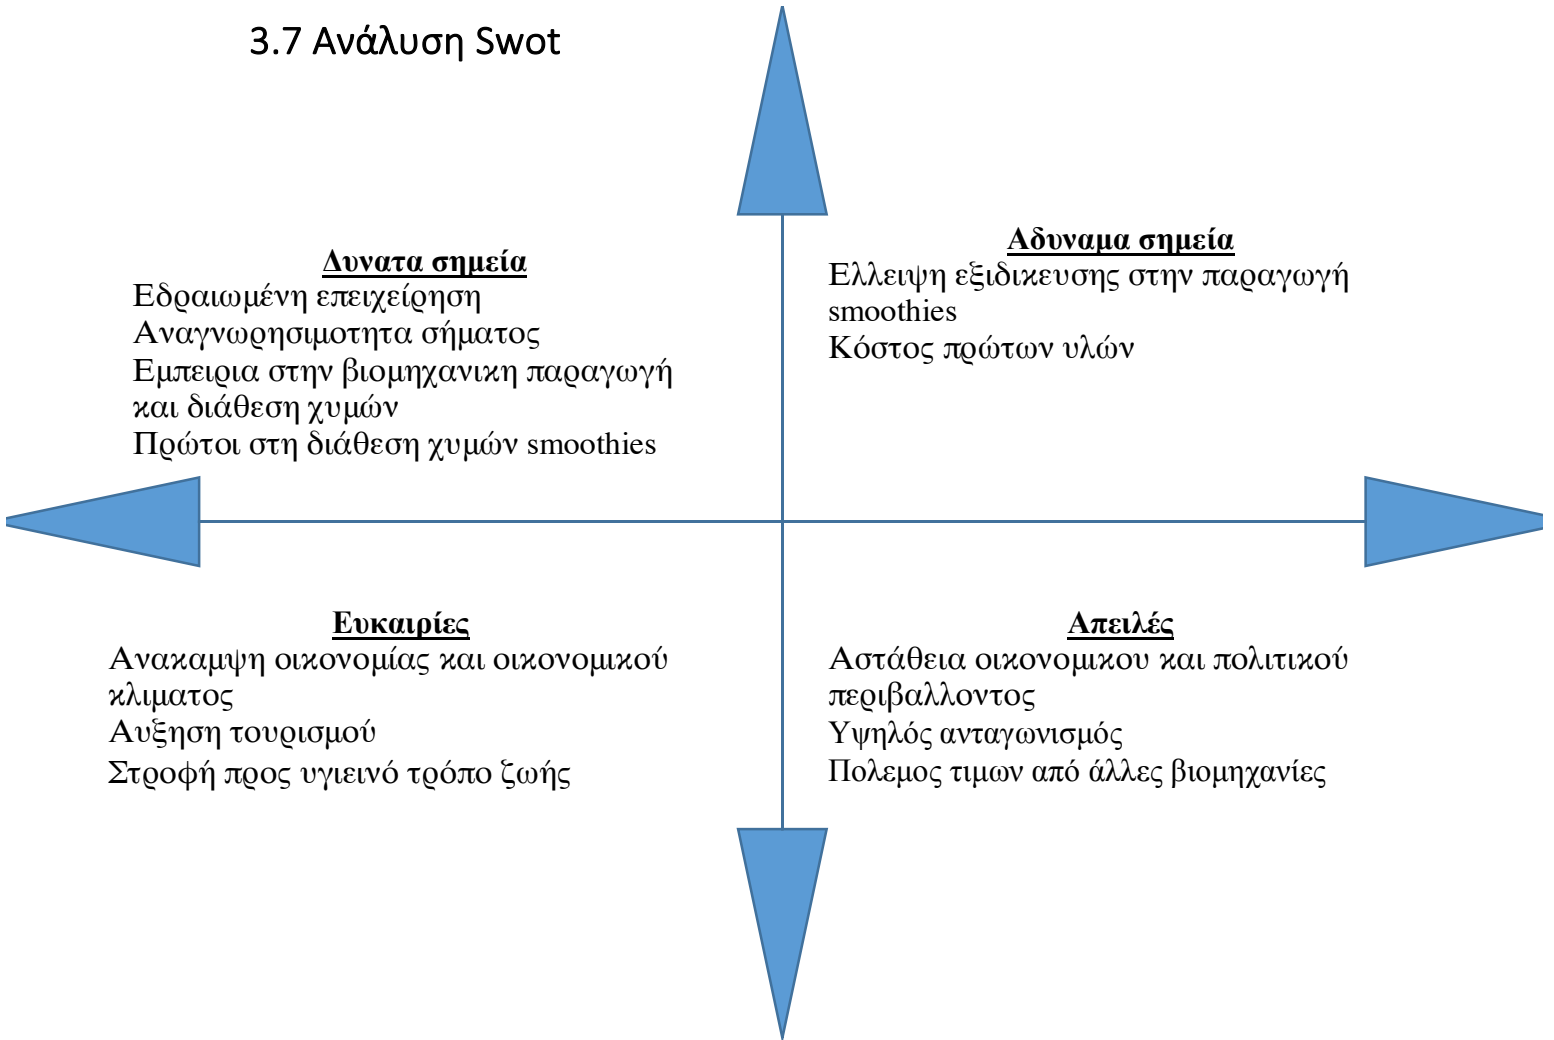 3.7 Ανάλυση Swot
Δυνατα σημεία
Εδραιωμένη επειχείρηση
Αναγνωρησιμοτητα σήματος
Εμπειρια στην βιομηχανικη παραγωγή
και διάθεση χυμών
Πρώτοι στη διάθεση χυμών smoothies
Αδυναμα σημεία
Ελλειψη εξιδικευσης στην παραγωγή
smoothies
Κόστος πρώτων υλών
Ευκαιρίες
Ανακαμψη οικονομίας και οικονομικού
κλιματος
Αυξηση τουρισμού
Στροφή προς υγιεινό τρόπο ζωής
Απειλές
Αστάθεια οικονομικου και πολιτικού
περιβαλλοντος
Υψηλός ανταγωνισμός
Πολεμος τιμων από άλλες βιομηχανίες